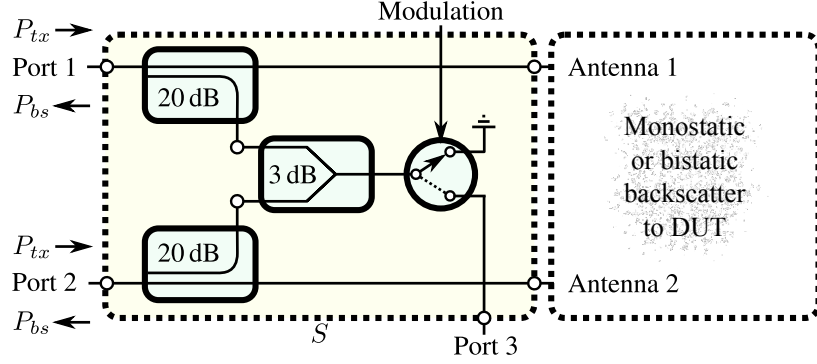 Modulation
P_tx
Port 1
Antenna 1
P_bs
20 dB
3 dB
Monostatic
or bistatic
backscatter
to DUT
P_tx
20 dB
Port 2
Antenna 2
P_bs
S
Port 3